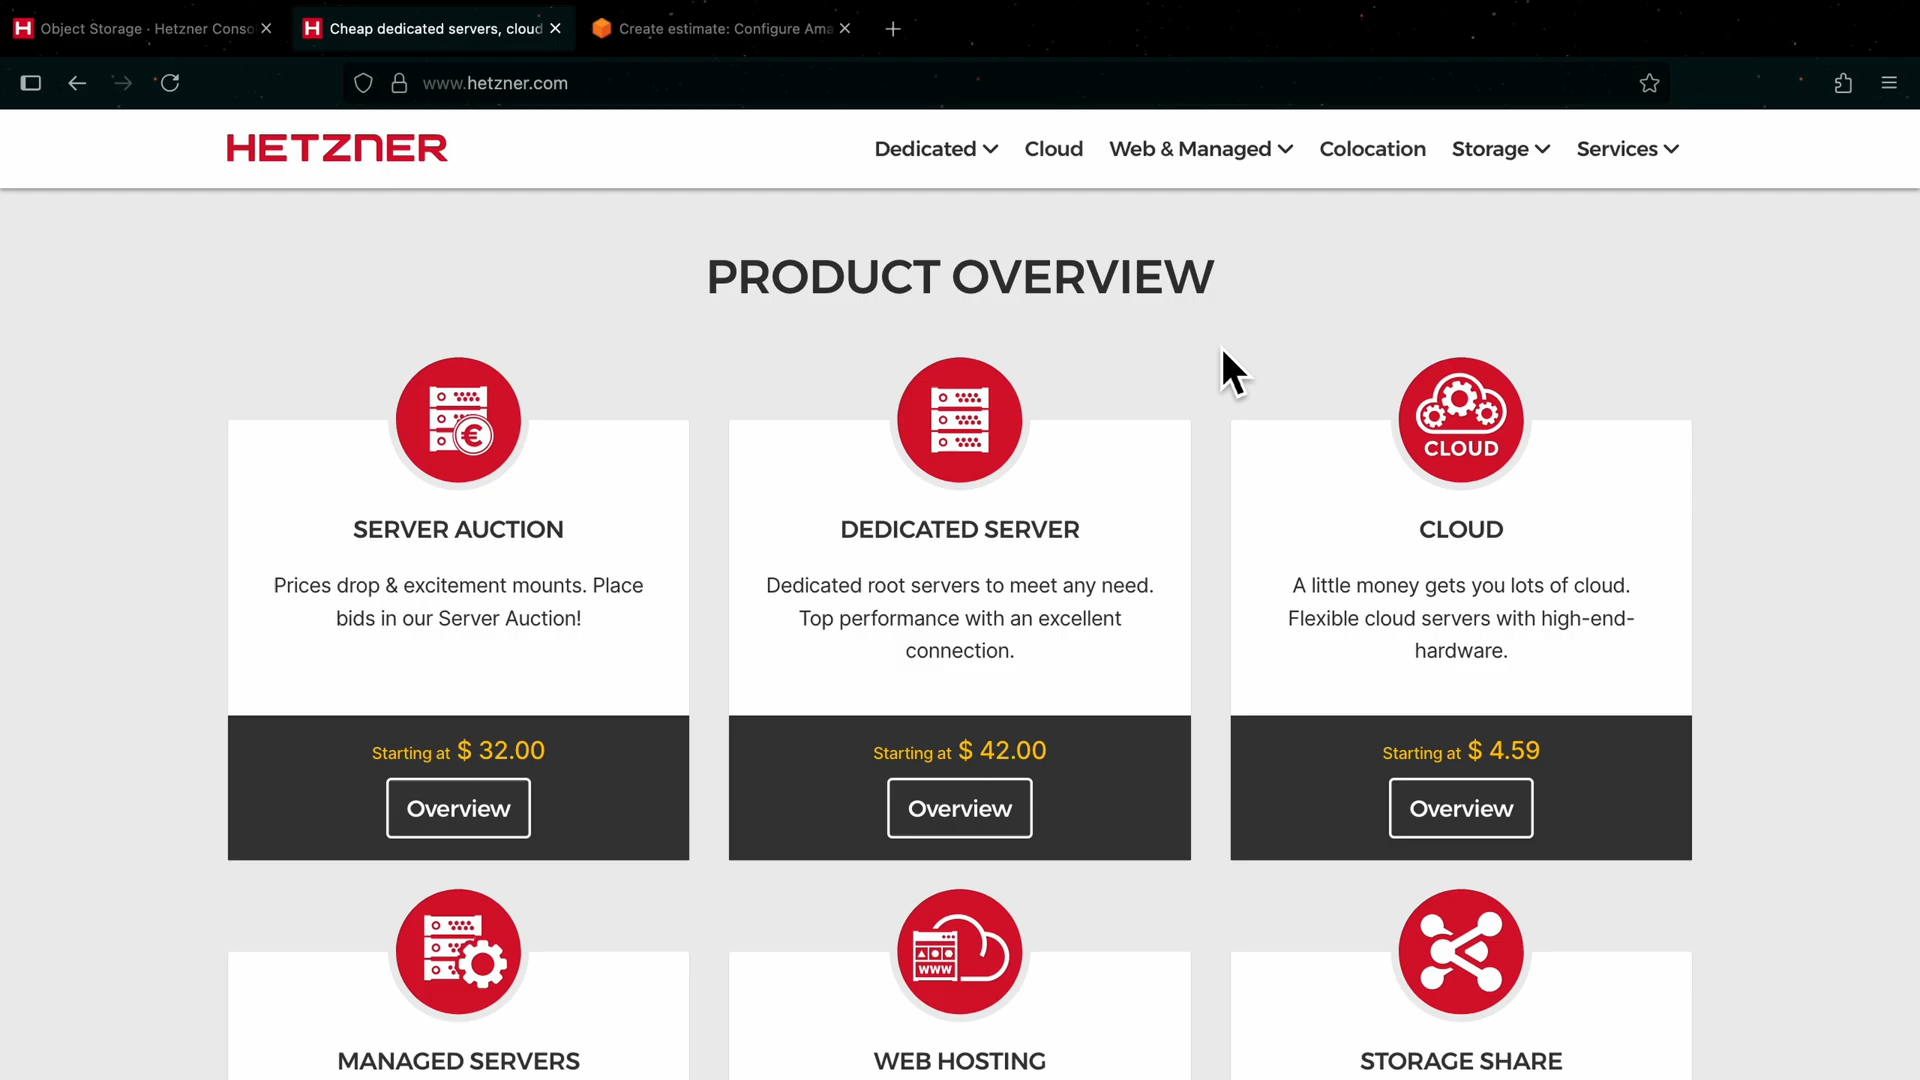 Object Storage · Hetzner Conso
Cheap dedicated servers, cloud
Create estimate: Configure Ama
www.hetzner.com
HETZNER
Dedicated
Cloud
Web & Managed
Colocation
Storage
Services
PRODUCT OVERVIEW
€
CLOUD
SERVER AUCTION
Prices drop & excitement mounts. Place
bids in our Server Auction!
Starting at $ 32.00
Overview
DEDICATED SERVER
Dedicated root servers to meet any need.
Top performance with an excellent
connection.
Starting at $ 42.00
Overview
CLOUD
A little money gets you lots of cloud.
Flexible cloud servers with high-end-
hardware.
Starting at $ 4.59
Overview
WWW
MANAGED SERVERS
WEB HOSTING
STORAGE SHARE